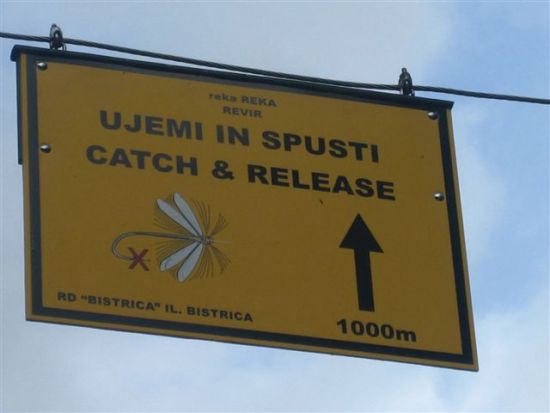 reka REKA
REVIR
UJEMI IN SPUSTI
CATCH & RELEASE
X
RD "BISTRICA" IL. BISTRICA
1000m